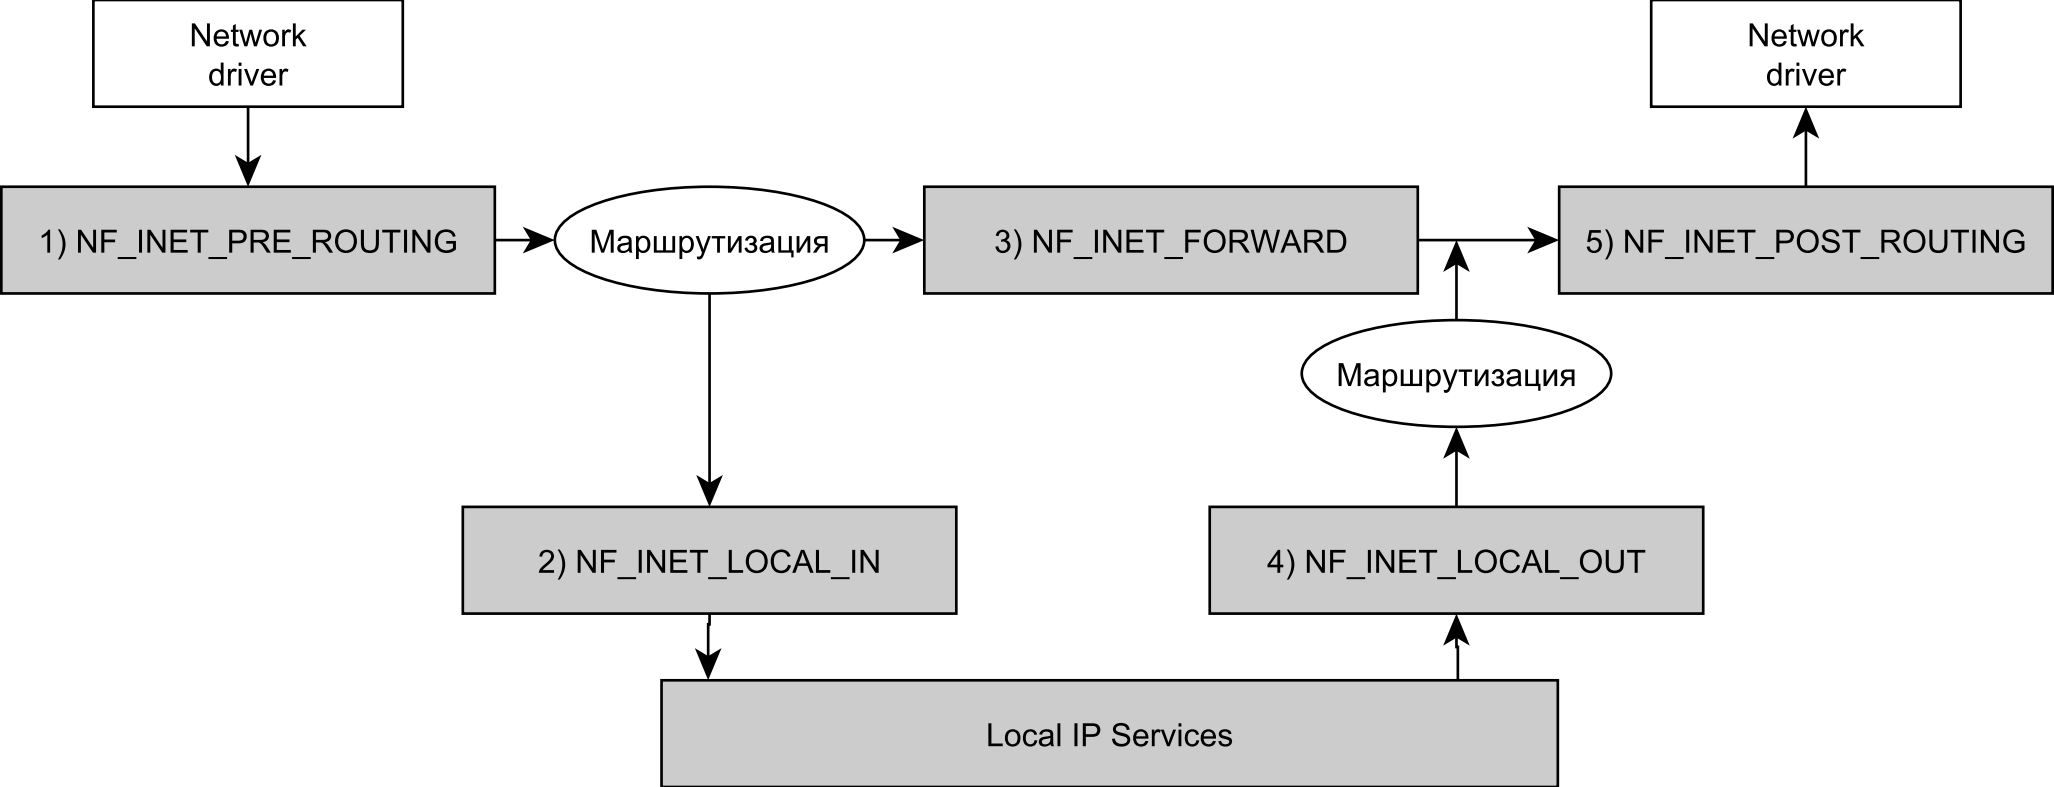 Network
driver
Network
driver
1) NF_INET_PRE_ROUTING
Маршрутизация
3) NF_INET_FORWARD
5) NF_INET_POST_ROUTING
Маршрутизация
2) NF_INET_LOCAL_IN
4) NF_INET_LOCAL_OUT
Local IP Services